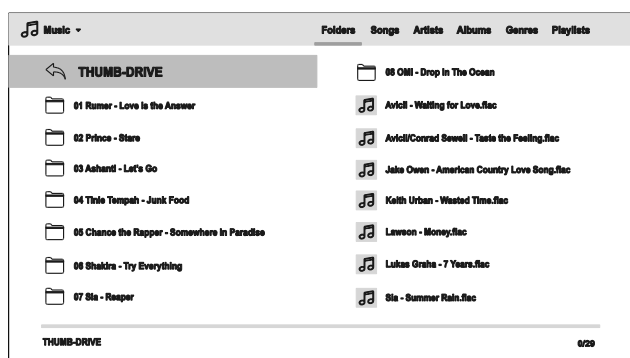 Music
Folders Songs Artists Albums Genres Playlists
THUMB-DRIVE
01 Rumer - Love Is the Answer
02 Prince - Stare
03 Ashanti - Let's Go
04 Tinie Tempah - Junk Food
05 Chance the Rapper - Somewhere in Paradise
06 Shakira - Try Everything
07 Sia - Reaper
08 OMI - Drop In The Ocean
Avicii - Waiting for Love.flac
Avicii/Conrad Sewell - Taste the Feeling.flac
Jake Owen - American Country Love Song.flac
Keith Urban - Wasted Time.flac
Lawson - Money.flac
Lukas Graha - 7 Years.flac
Sia - Summer Rain.flac
THUMB-DRIVE 0/29